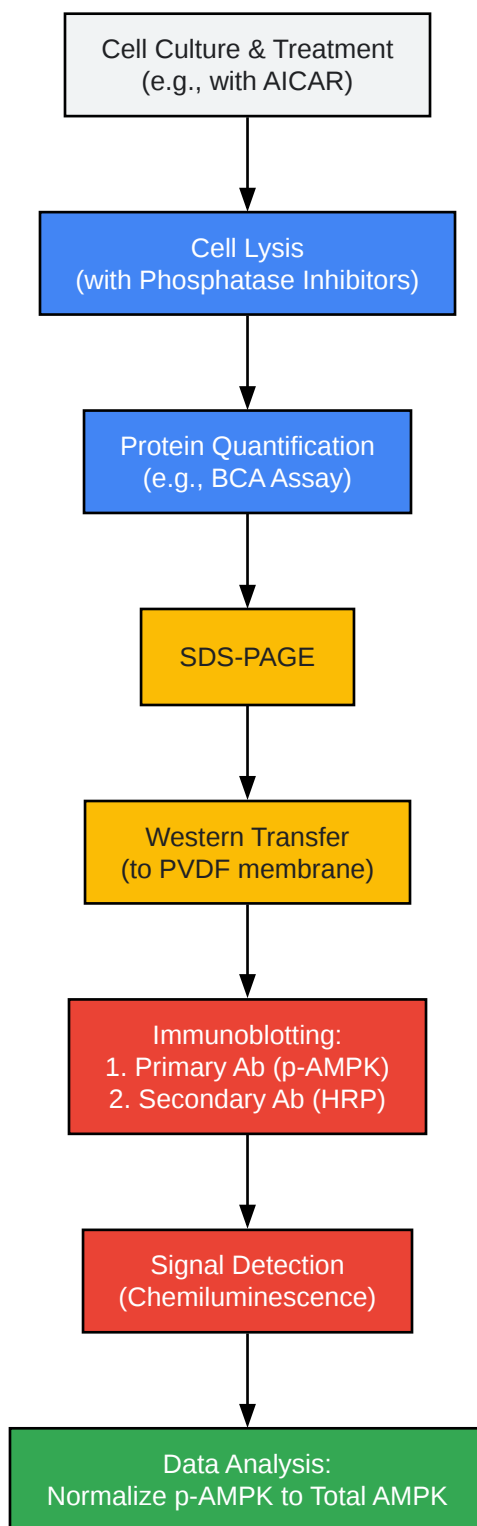 Cell Culture & Treatment
(e.g., with AICAR)
Cell Lysis
(with Phosphatase Inhibitors)
Protein Quantification
(e.g., BCA Assay)
SDS-PAGE
Western Transfer
(to PVDF membrane)
Immunoblotting:
1. Primary Ab (p-AMPK)
2. Secondary Ab (HRP)
Signal Detection
(Chemiluminescence)
Data Analysis:
Normalize p-AMPK to Total AMPK